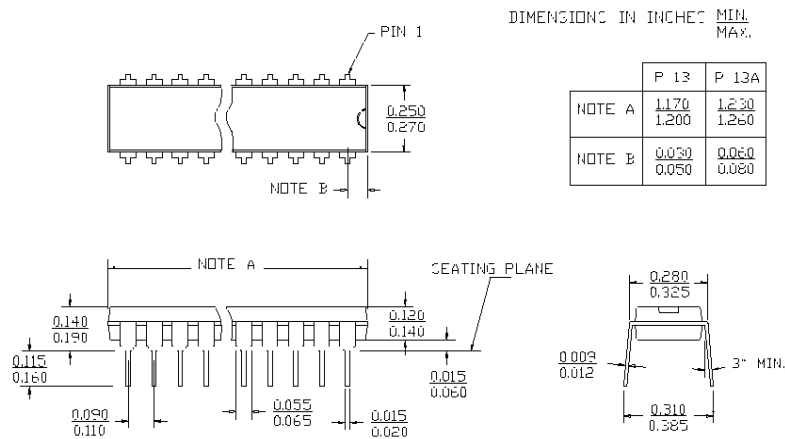 DIMENSIONS IN INCHES MIN.
MAX.
PIN 1
P 13 P 13A
NOTE A 1.170 1.230
1.200 1.260
NOTE B 0.030 0.060
0.050 0.080
0.250
0.270
NOTE B
NOTE A
SEATING PLANE
0.280
0.325
0.140
0.190
0.120
0.140
0.115
0.160
0.015
0.060
0.009
0.012
3° MIN.
0.090
0.110
0.055
0.065
0.015
0.020
0.310
0.385